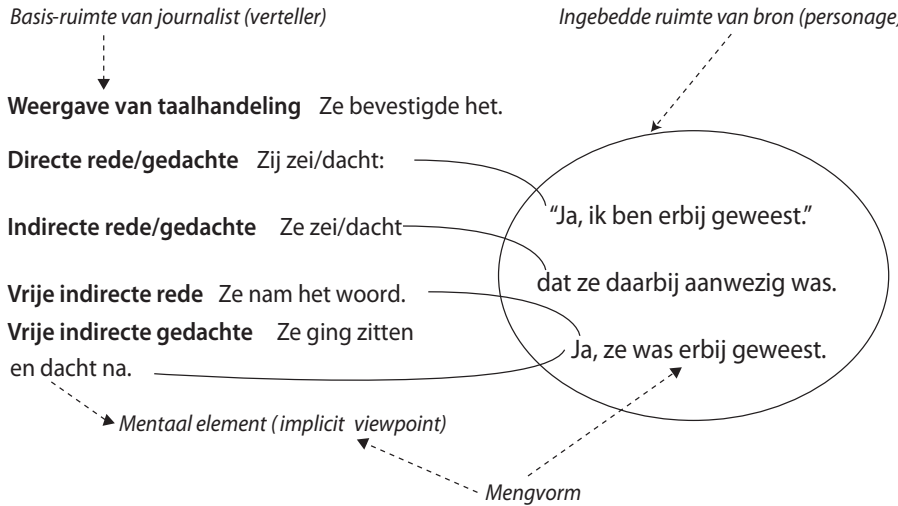 Basis-ruimte van journalist (verteller)
Ingebedde ruimte van bron (personage)
Weergave van taalhandeling Ze bevestigde het.
Directe rede/gedachte Zij zei/dacht:
"Ja, ik ben erbij geweest."
Indirecte rede/gedachte Ze zei/dacht
dat ze daarbij aanwezig was.
Vrije indirecte rede Ze nam het woord.
Vrije indirecte gedachte Ze ging zitten
Ja, ze was erbij geweest.
en dacht na.
Mentaal element (implicit viewpoint)
Mengvorm